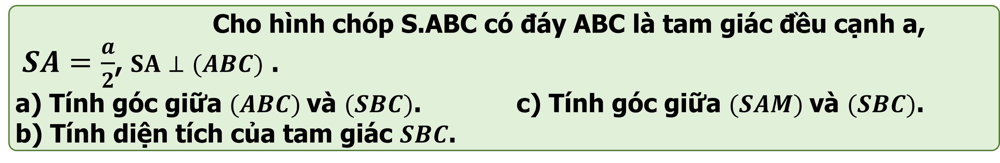 Cho hình chóp S.ABC có đáy ABC là tam giác đều cạnh a,
SA = a/2, SA ⊥ (ABC) .
a) Tính góc giữa (ABC) và (SBC). c) Tính góc giữa (SAM) và (SBC).
b) Tính diện tích của tam giác SBC.